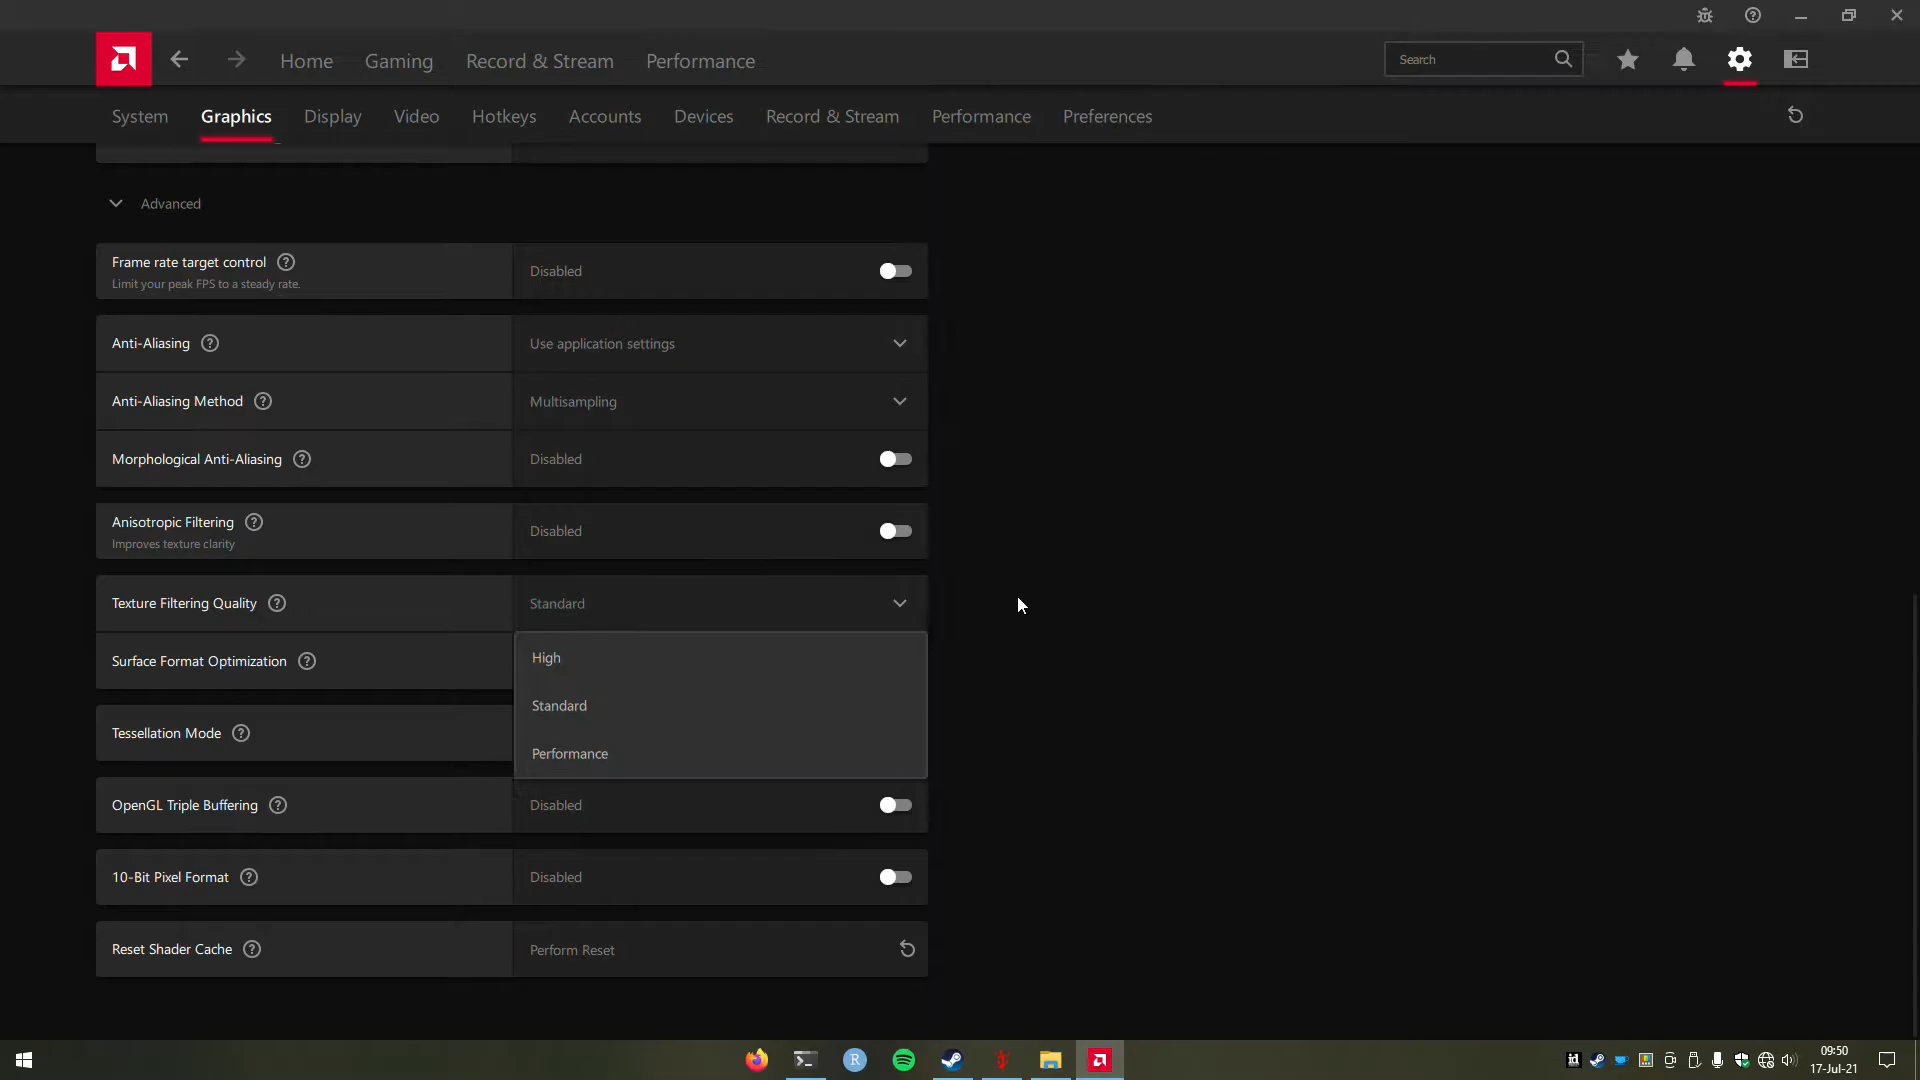 Home
Gaming
Record & Stream
Performance
Search
System
Graphics
Display
Video
Hotkeys
Accounts
Devices
Record & Stream
Performance
Preferences
Advanced
Frame rate target control
Limit your peak FPS to a steady rate.
Disabled
Anti-Aliasing
Use application settings
Anti-Aliasing Method
Multisampling
Morphological Anti-Aliasing
Disabled
Anisotropic Filtering
Improves texture clarity
Disabled
Texture Filtering Quality
Standard
Surface Format Optimization
High
Standard
Performance
Tessellation Mode
OpenGL Triple Buffering
Disabled
10-Bit Pixel Format
Disabled
Reset Shader Cache
Perform Reset
R
id
09:50
17-Jul-21